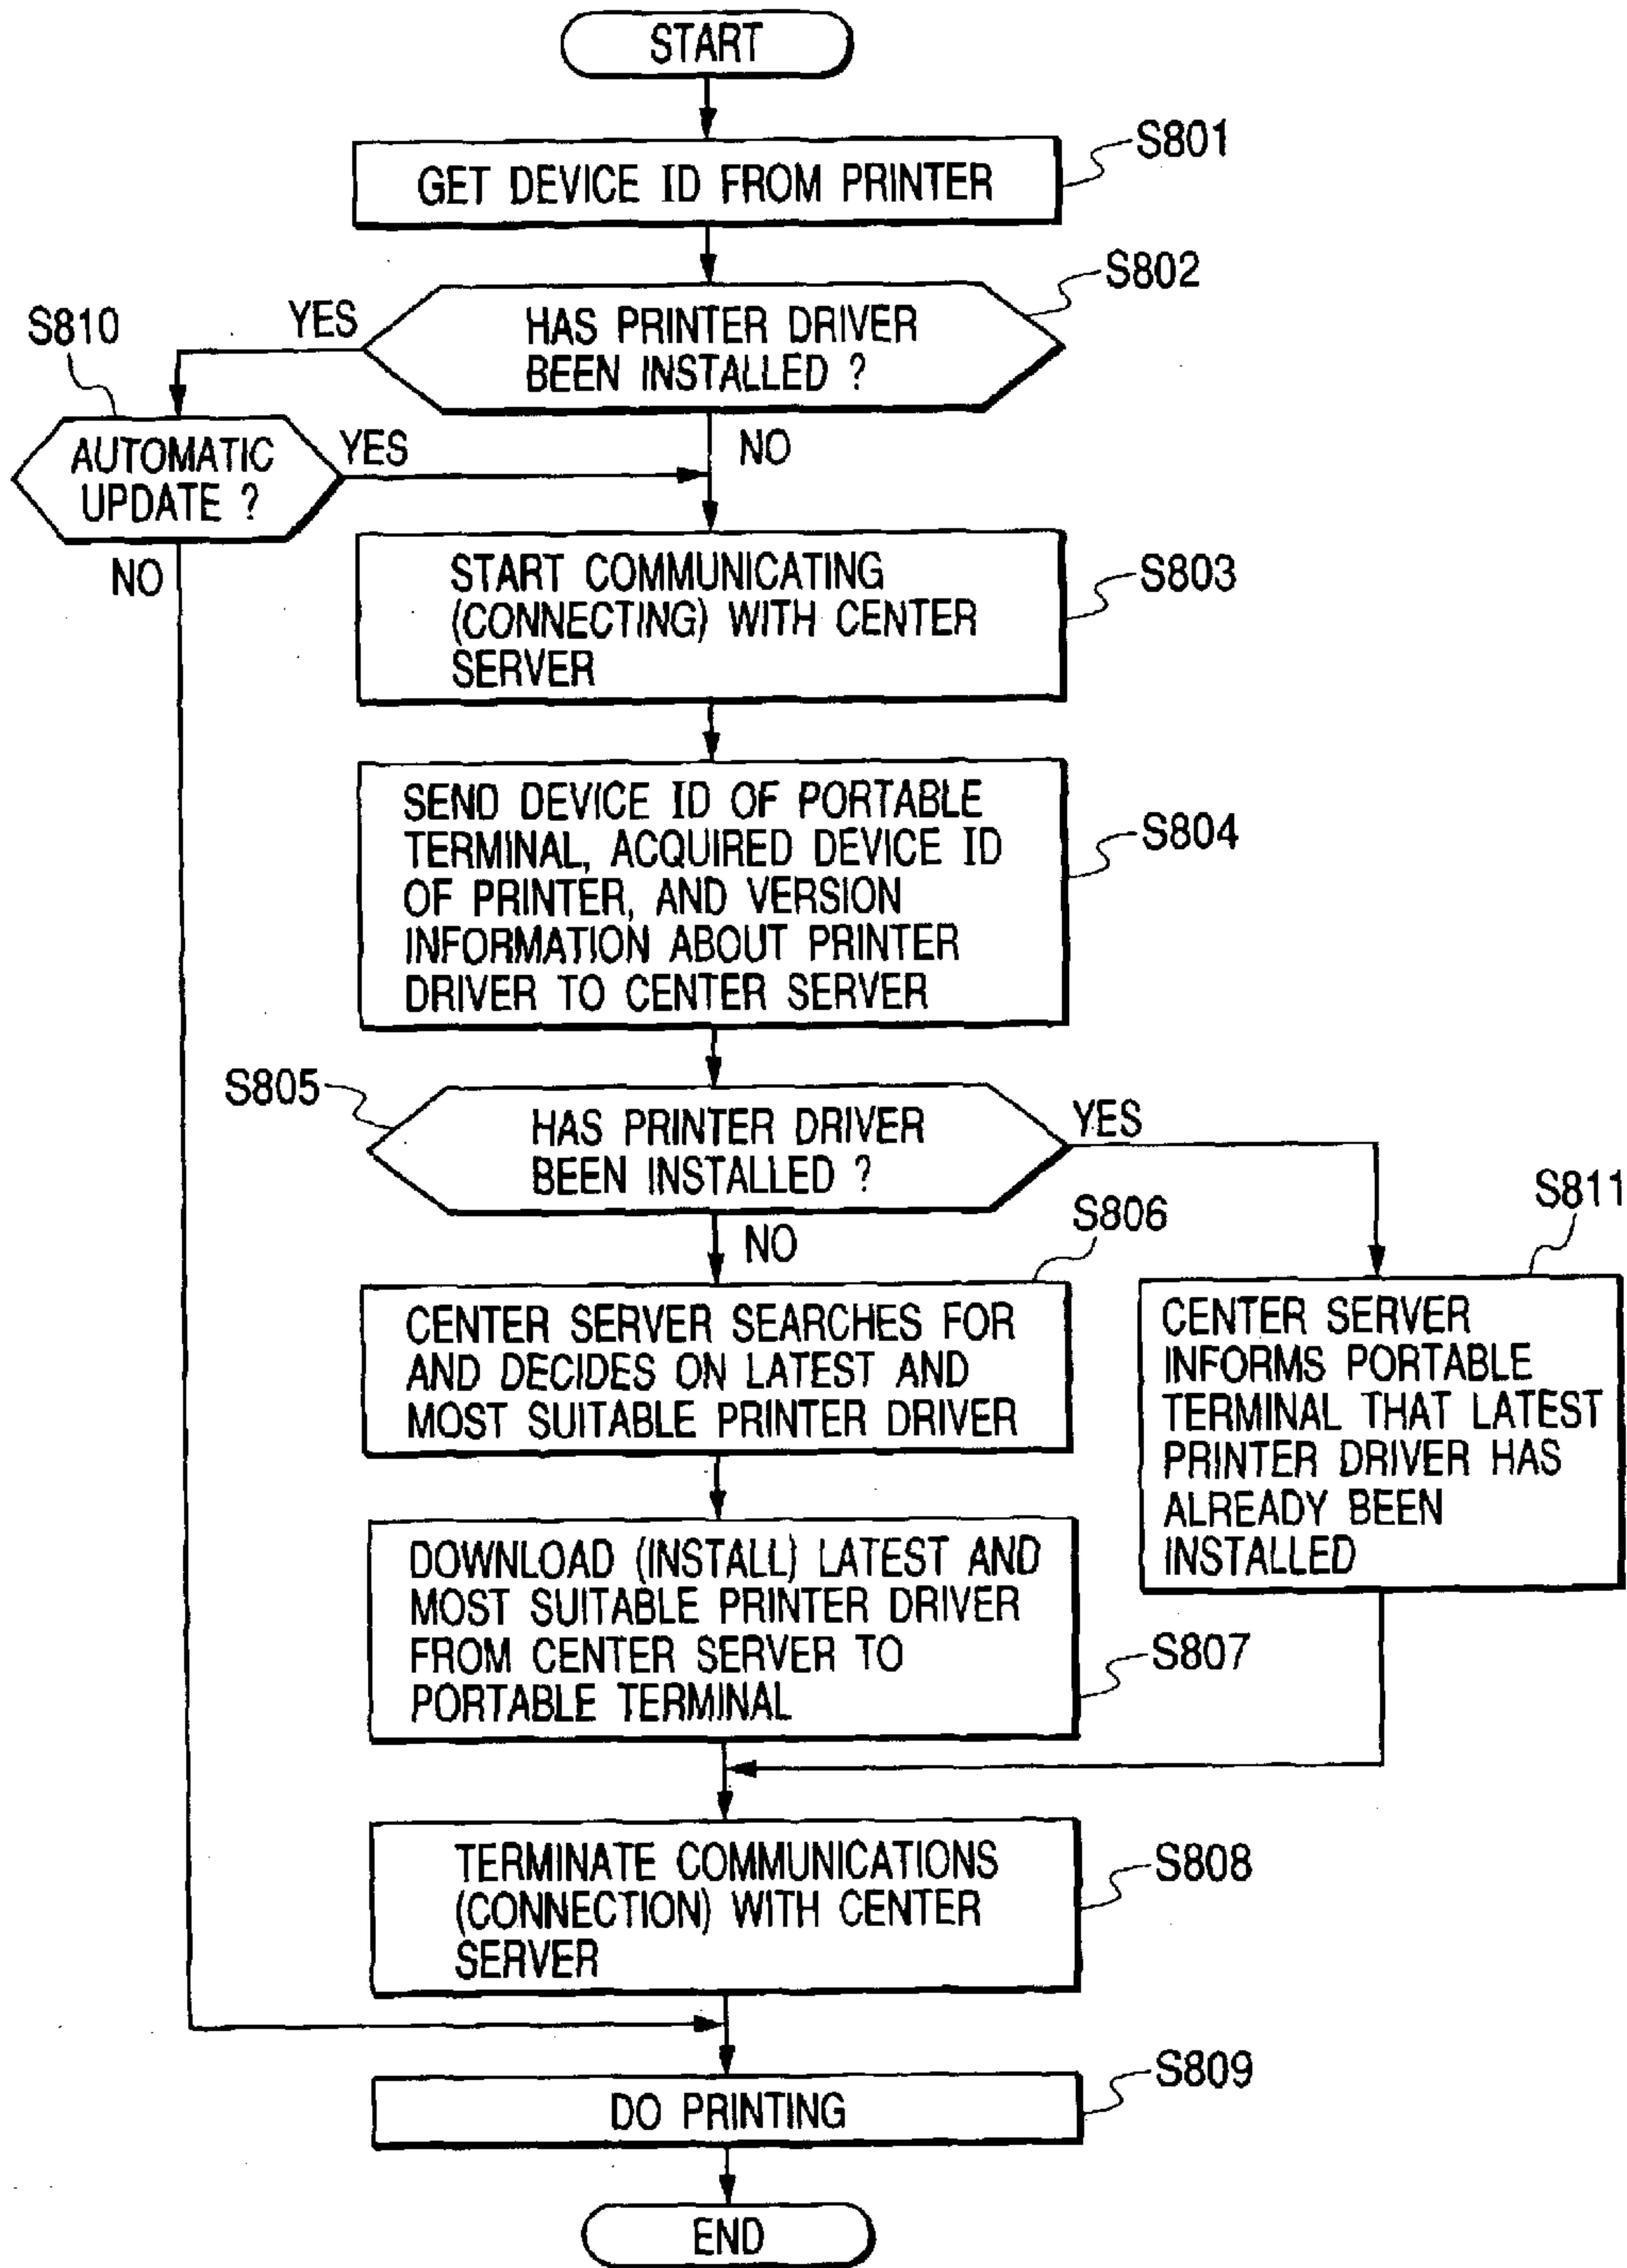 START
GET DEVICE ID FROM PRINTER
S801
HAS PRINTER DRIVER
BEEN INSTALLED ?
S802
YES
NO
S810
AUTOMATIC
UPDATE ?
YES
NO
START COMMUNICATING
(CONNECTING) WITH CENTER
SERVER
S803
SEND DEVICE ID OF PORTABLE
TERMINAL, ACQUIRED DEVICE ID
OF PRINTER, AND VERSION
INFORMATION ABOUT PRINTER
DRIVER TO CENTER SERVER
S804
S805
HAS PRINTER DRIVER
BEEN INSTALLED ?
YES
NO
S806
CENTER SERVER SEARCHES FOR
AND DECIDES ON LATEST AND
MOST SUITABLE PRINTER DRIVER
S811
CENTER SERVER
INFORMS PORTABLE
TERMINAL THAT LATEST
PRINTER DRIVER HAS
ALREADY BEEN
INSTALLED
DOWNLOAD (INSTALL) LATEST AND
MOST SUITABLE PRINTER DRIVER
FROM CENTER SERVER TO
PORTABLE TERMINAL
S807
TERMINATE COMMUNICATIONS
(CONNECTION) WITH CENTER
SERVER
S808
DO PRINTING
S809
END